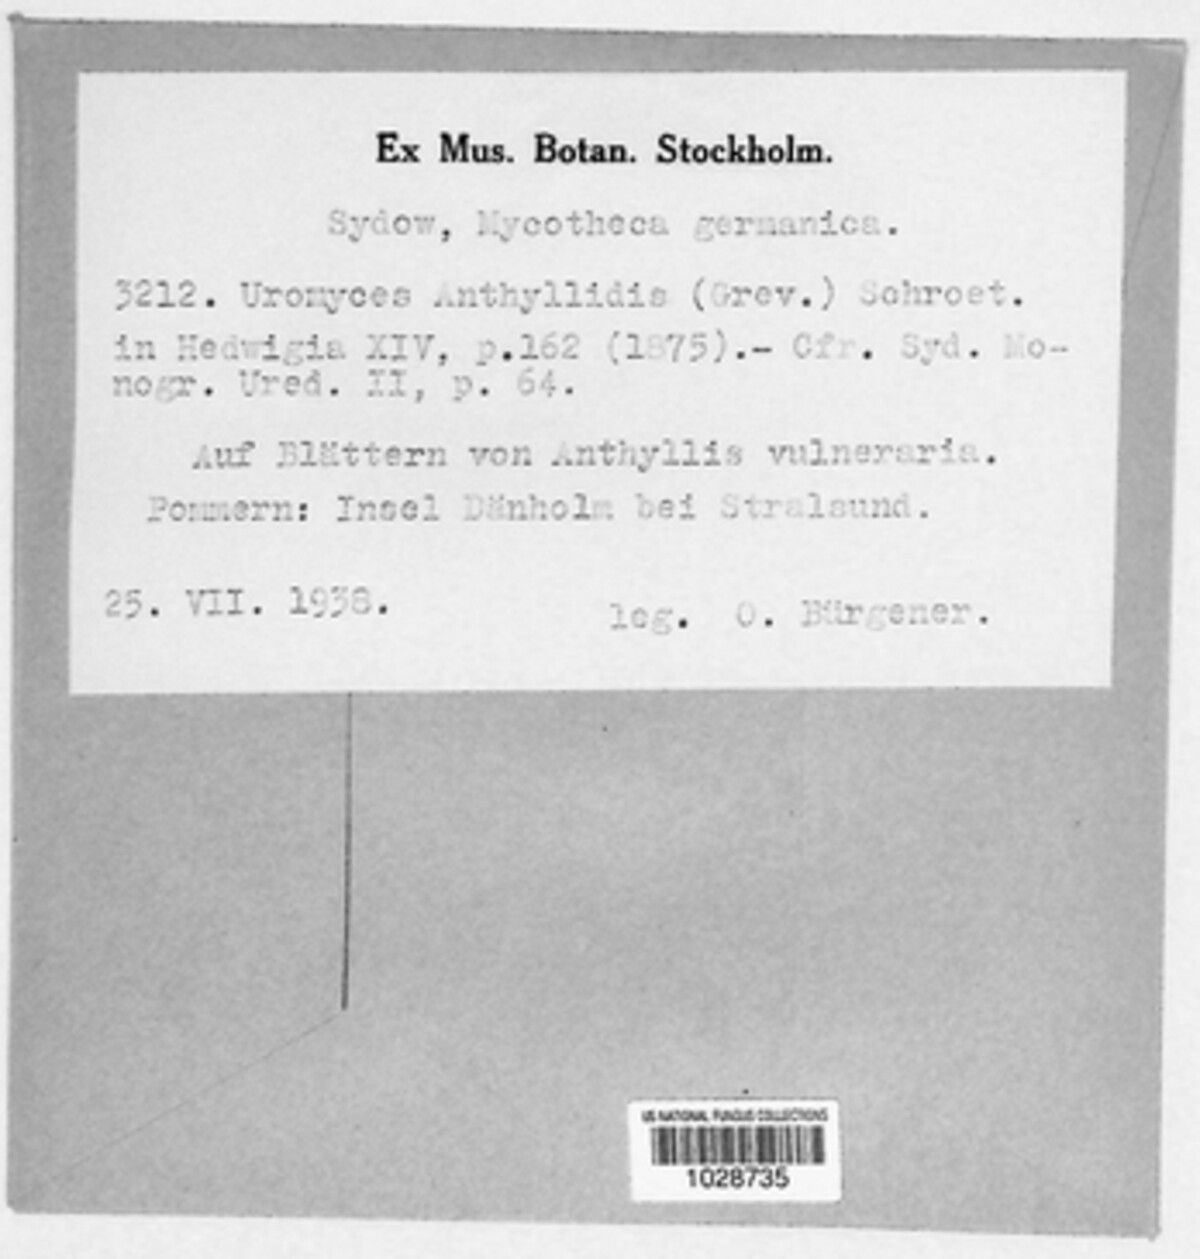 Ex Mus. Botan. Stockholm.
Sydow, Mycotheca germanica.
3212. Uromyces Anthyllidis (Grev.) Schroet.
in Hedwigia XIV, p.162 (1875).- Cfr. Syd. Mo-
nogr. Ured. II, p. 64.
Auf Blättern von Anthyllis vulneraria.
Pommern: Insel Dänholm bei Stralsund.
25. VII. 1938.
leg. O. Bürgener.
US NATIONAL FUNGUS COLLECTIONS
1028735